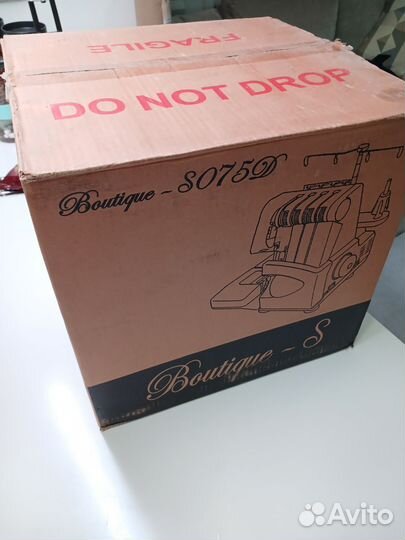 FRAGILE
DO NOT DROP
Boutique - S075D
Boutique - S
Avito